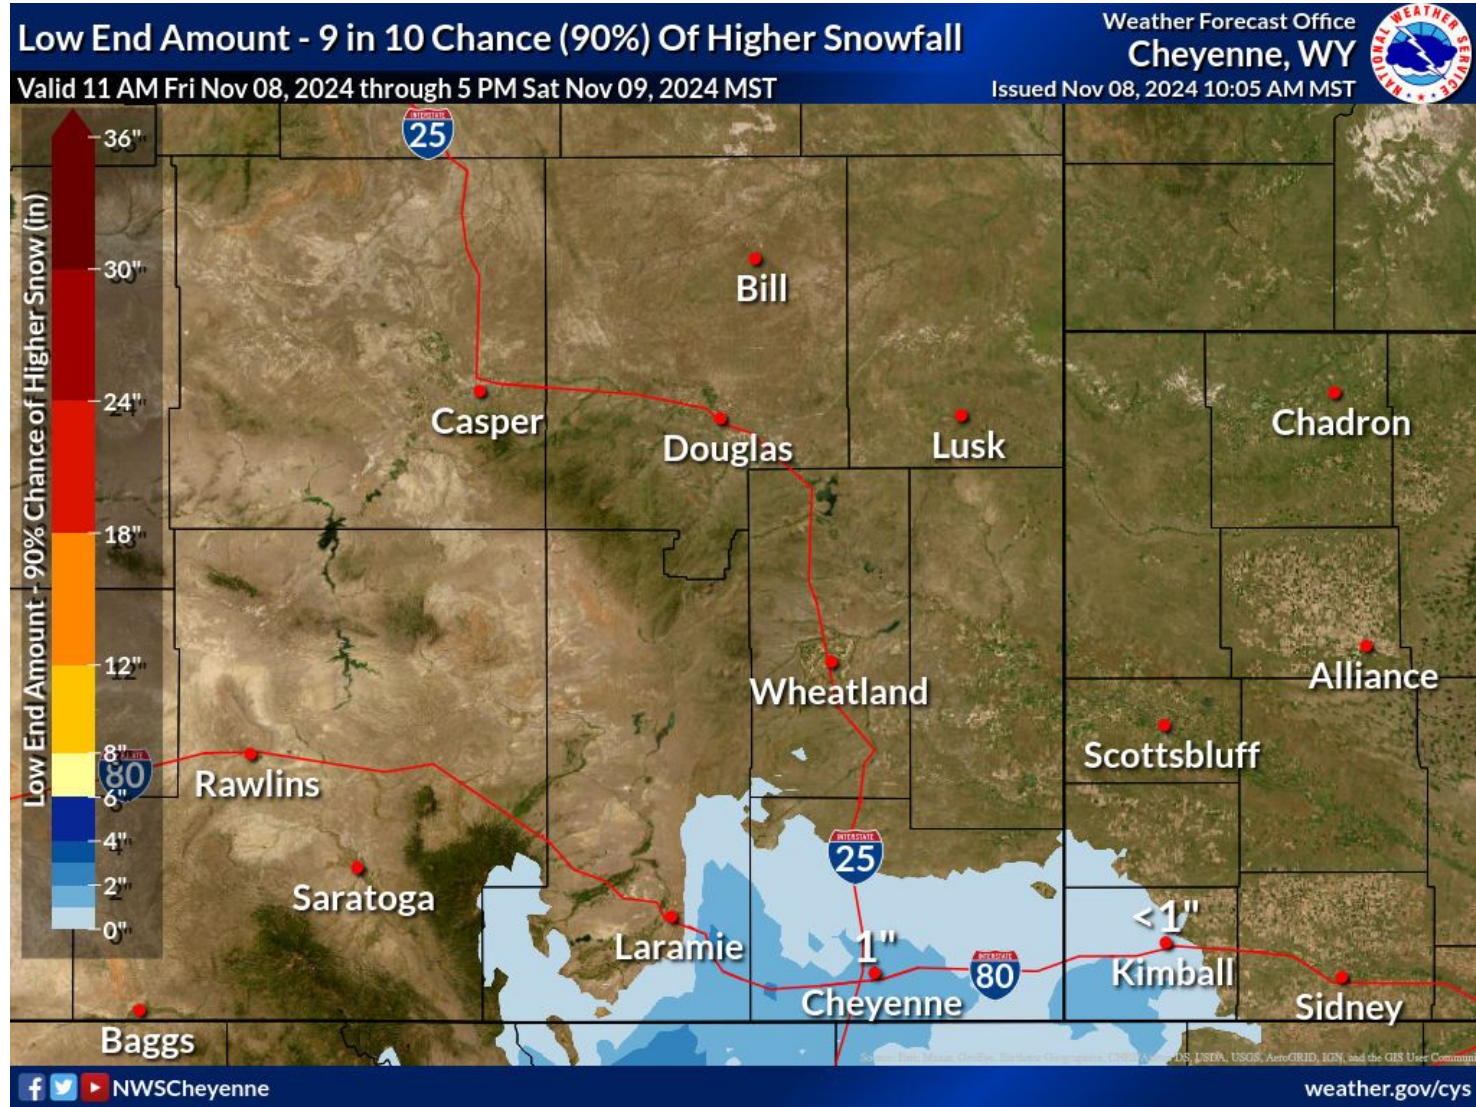 Low End Amount - 9 in 10 Chance (90%) Of Higher Snowfall
Weather Forecast Office
Cheyenne, WY
Valid 11 AM Fri Nov 08, 2024 through 5 PM Sat Nov 09, 2024 MST
Issued Nov 08, 2024 10:05 AM MST
NATIONAL WEATHER SERVICE
Low End Amount - 90% Chance of Higher Snow (in)
36"
30"
24"
18"
12"
8"
6"
4"
2"
0"
INTERSTATE
25
Bill
Casper
Douglas
Lusk
Chadron
Wheatland
Alliance
Scottsbluff
80
Rawlins
INTERSTATE
25
Saratoga
Laramie
1"
Cheyenne
INTERSTATE
80
<1"
Kimball
Sidney
Baggs
NWSCheyenne
weather.gov/cys